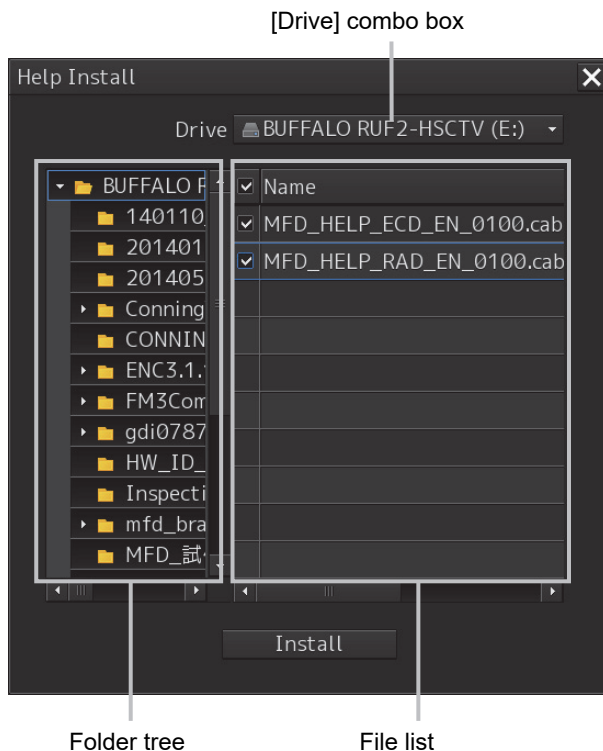 [Drive] combo box
Help Install
Drive BUFFALO RUF2-HSCTV (E:)
BUFFALO
140110_
201401
201405
Conning
CONNIN
ENC3.1.
FM3Com
gdi0787
HW_ID_
Inspecti
mfd_bra
MFD_試
Name
MFD_HELP_ECD_EN_0100.cab
MFD_HELP_RAD_EN_0100.cab
Install
Folder tree
File list